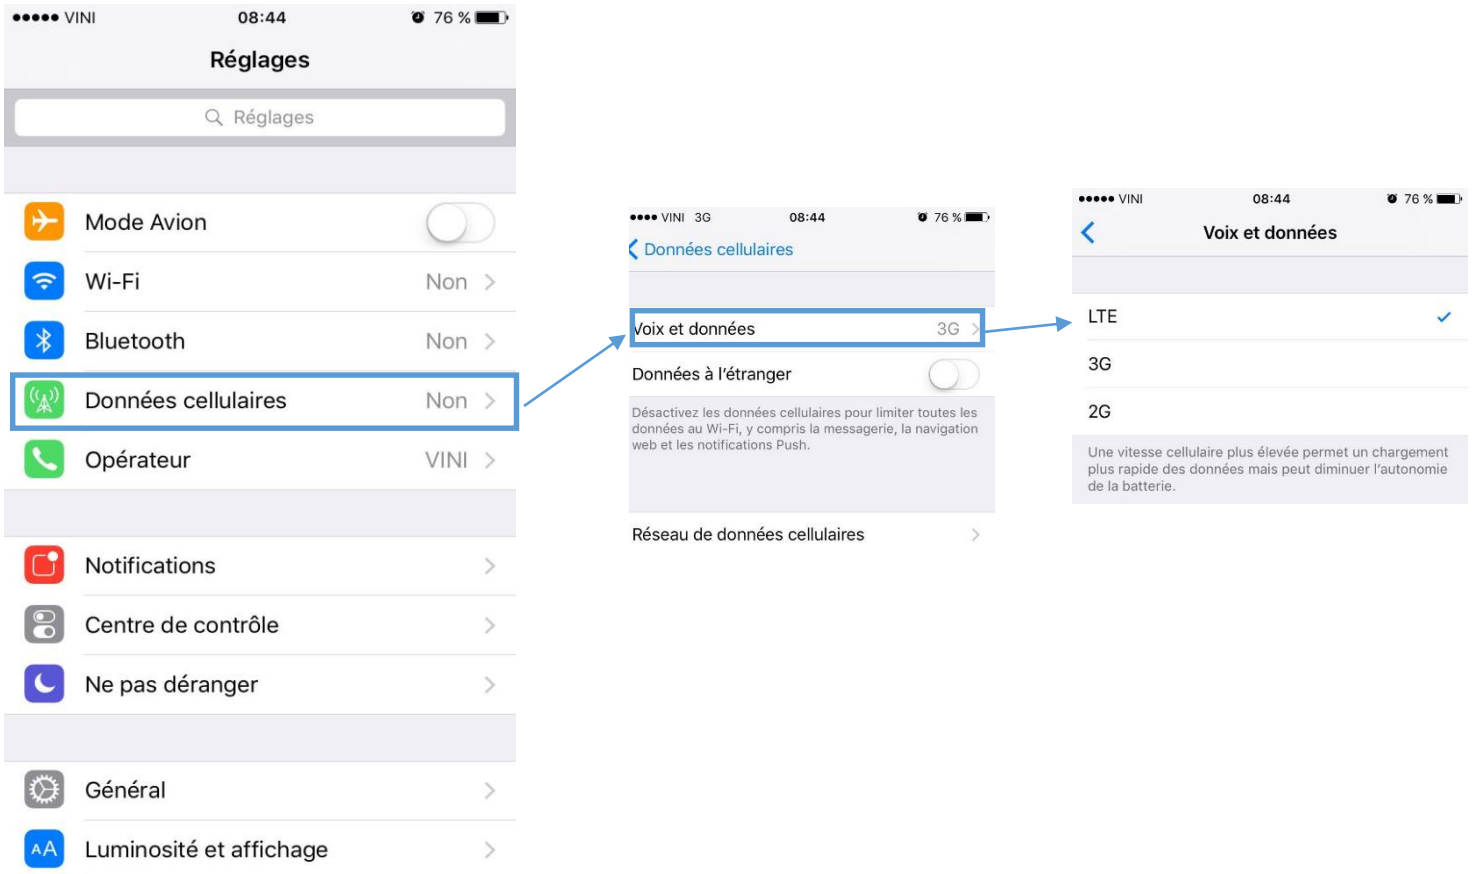 VINI 08:44 76 %
Réglages
Réglages
Mode Avion
Wi-Fi Non
Bluetooth Non
Données cellulaires Non
Opérateur VINI
Notifications
Centre de contrôle
Ne pas déranger
Général
AA Luminosité et affichage
VINI 3G 08:44 76 %
Données cellulaires
Voix et données 3G
Données à l'étranger
Désactivez les données cellulaires pour limiter toutes les
données au Wi-Fi, y compris la messagerie, la navigation
web et les notifications Push.
Réseau de données cellulaires
VINI 08:44 76 %
Voix et données
LTE
3G
2G
Une vitesse cellulaire plus élevée permet un chargement
plus rapide des données mais peut diminuer l'autonomie
de la batterie.